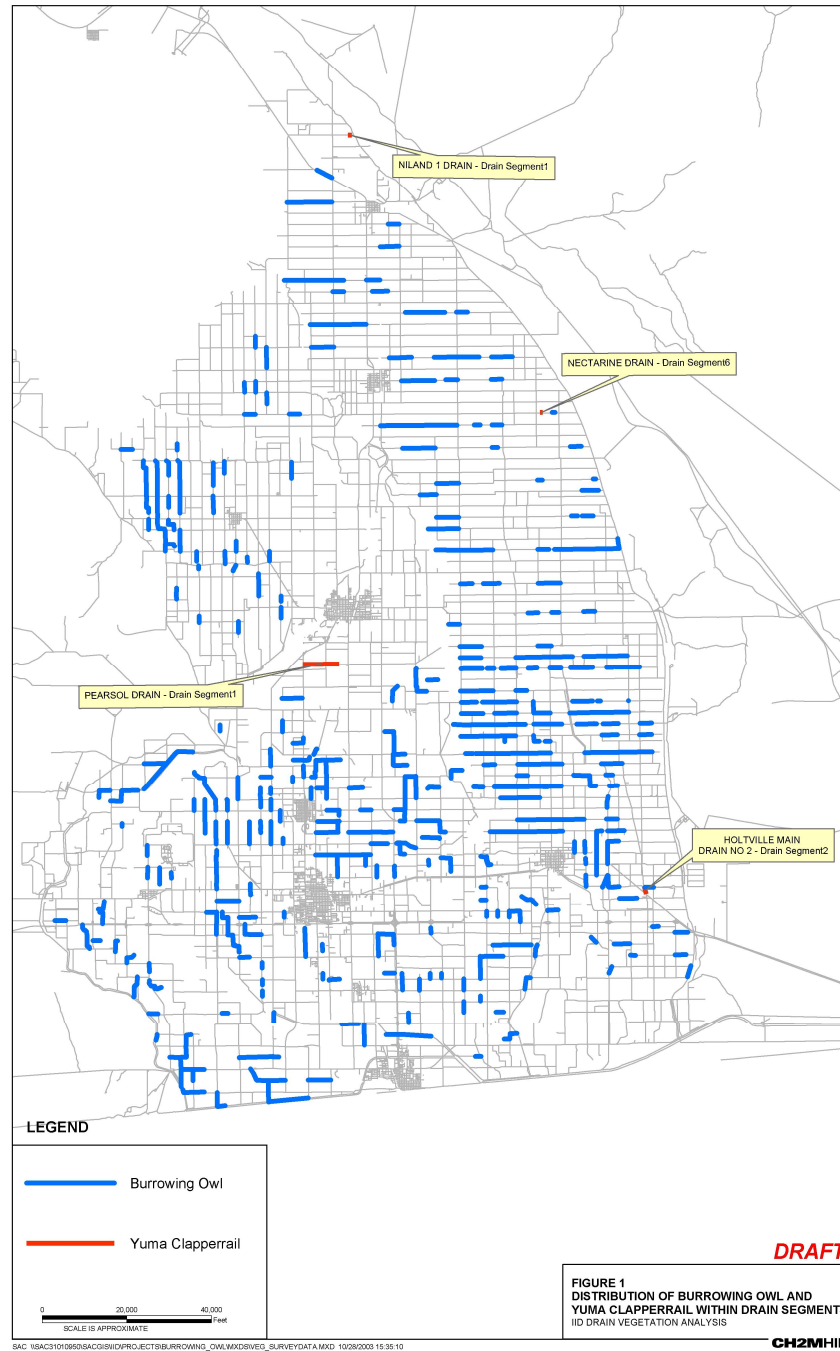 NILAND 1 DRAIN - Drain Segment1
NECTARINE DRAIN - Drain Segment6
PEARSOL DRAIN - Drain Segment1
HOLTVILLE MAIN
DRAIN NO 2 - Drain Segment2
LEGEND
Burrowing Owl
Yuma Clapperrail
0 20,000 40,000
Feet
SCALE IS APPROXIMATE
DRAFT
FIGURE 1
DISTRIBUTION OF BURROWING OWL AND
YUMA CLAPPERRAIL WITHIN DRAIN SEGMENT
IID DRAIN VEGETATION ANALYSIS
SAC \\SAC31010950\SACGIS\IID\PROJECTS\BURROWING_OWL\MXDS\VEG_SURVEYDATA.MXD 10/28/2003 15:35:10
CH2MHIL